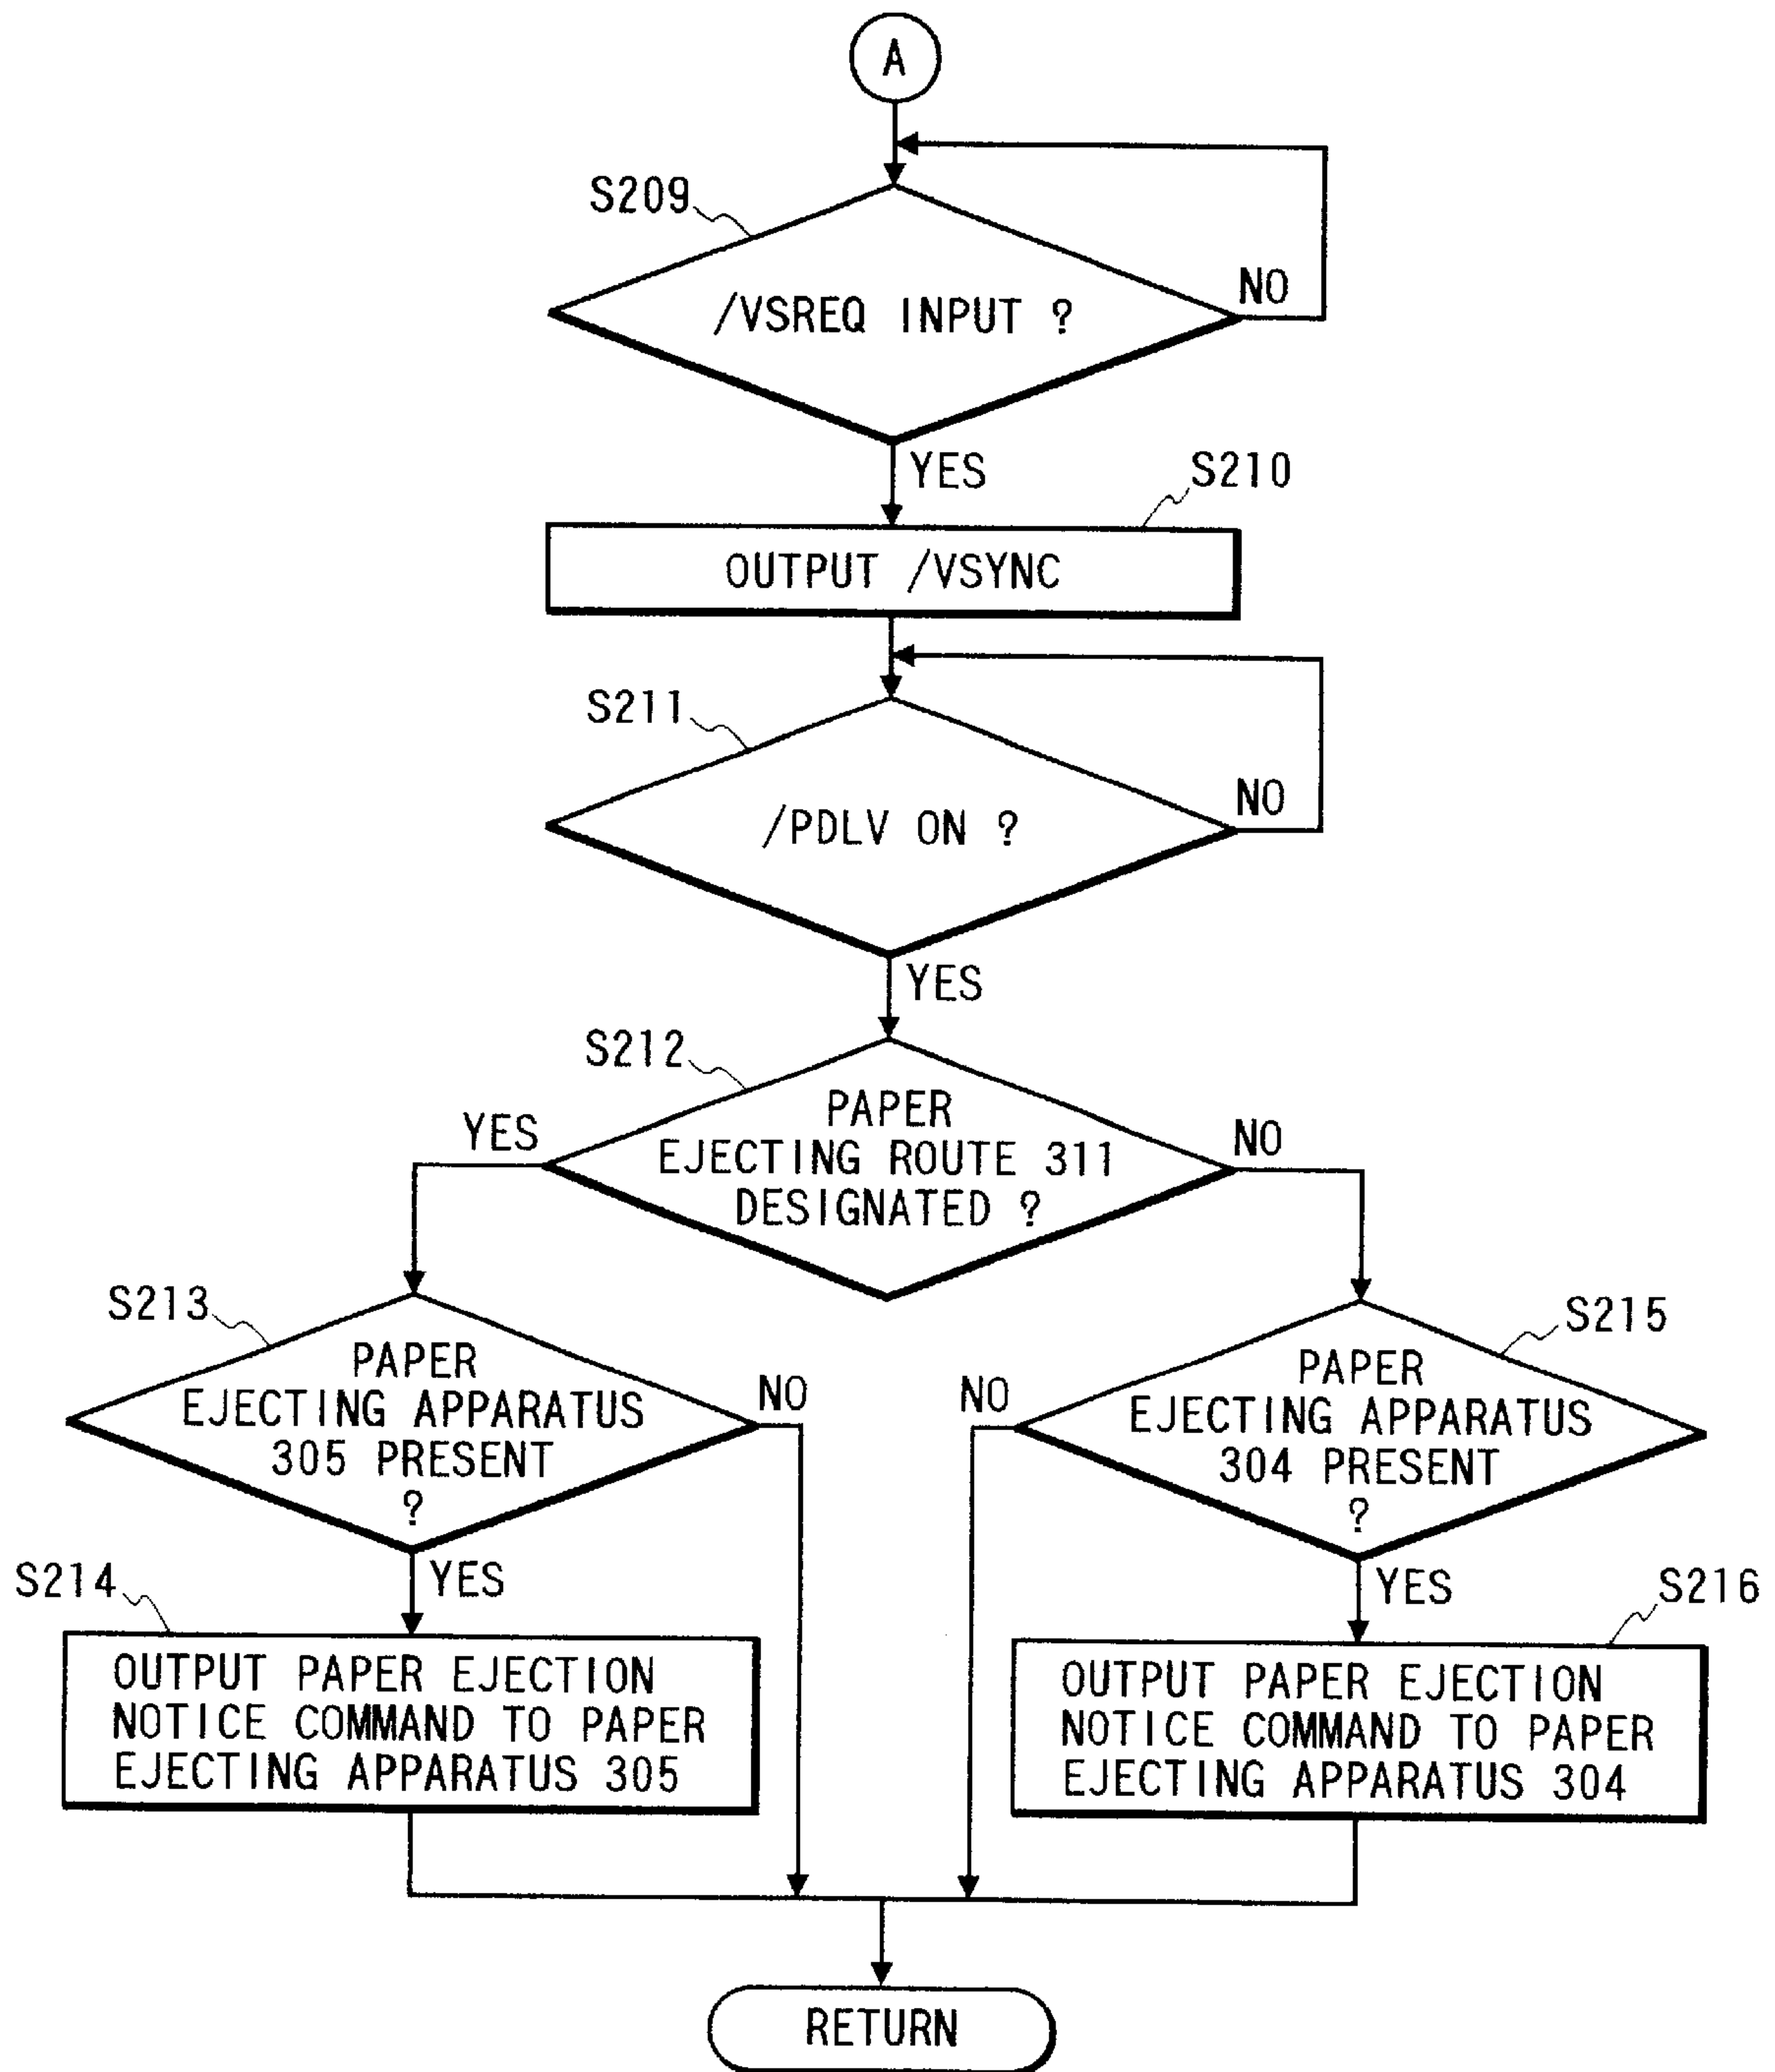 A
S209
/VSREQ INPUT ?
NO
YES
S210
OUTPUT /VSYNC
S211
/PDLV ON ?
NO
YES
S212
PAPER
EJECTING ROUTE 311
DESIGNATED ?
YES
NO
S213
PAPER
EJECTING APPARATUS
305 PRESENT
?
NO
YES
S215
PAPER
EJECTING APPARATUS
304 PRESENT
?
NO
YES
S214
OUTPUT PAPER EJECTION
NOTICE COMMAND TO PAPER
EJECTING APPARATUS 305
S216
OUTPUT PAPER EJECTION
NOTICE COMMAND TO PAPER
EJECTING APPARATUS 304
RETURN